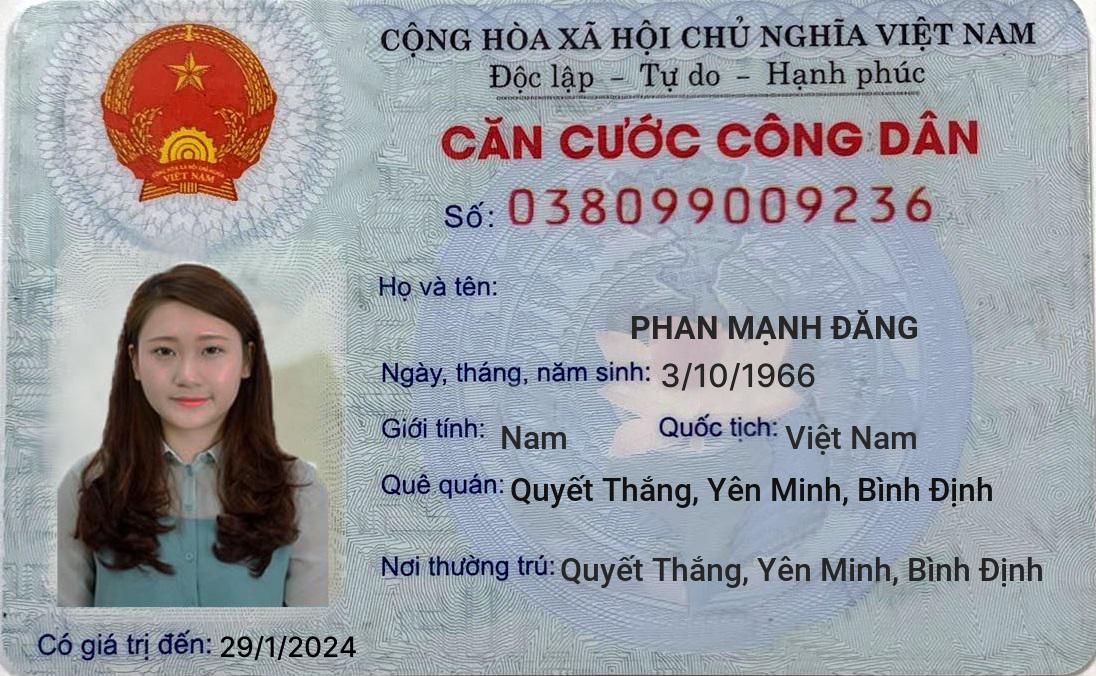 CỘNG HÒA XÃ HỘI CHỦ NGHĨA VIỆT NAM
Độc lập – Tự do – Hạnh phúc
CĂN CƯỚC CÔNG DÂN
Số: 038099009236
CỘNG HÒA XÃ HỘI CHỦ NGHĨA
VIỆT NAM
Họ và tên:
PHAN MẠNH ĐĂNG
Ngày, tháng, năm sinh: 3/10/1966
Giới tính: Nam Quốc tịch: Việt Nam
Quê quán: Quyết Thắng, Yên Minh, Bình Định
Nơi thường trú: Quyết Thắng, Yên Minh, Bình Định
Có giá trị đến: 29/1/2024